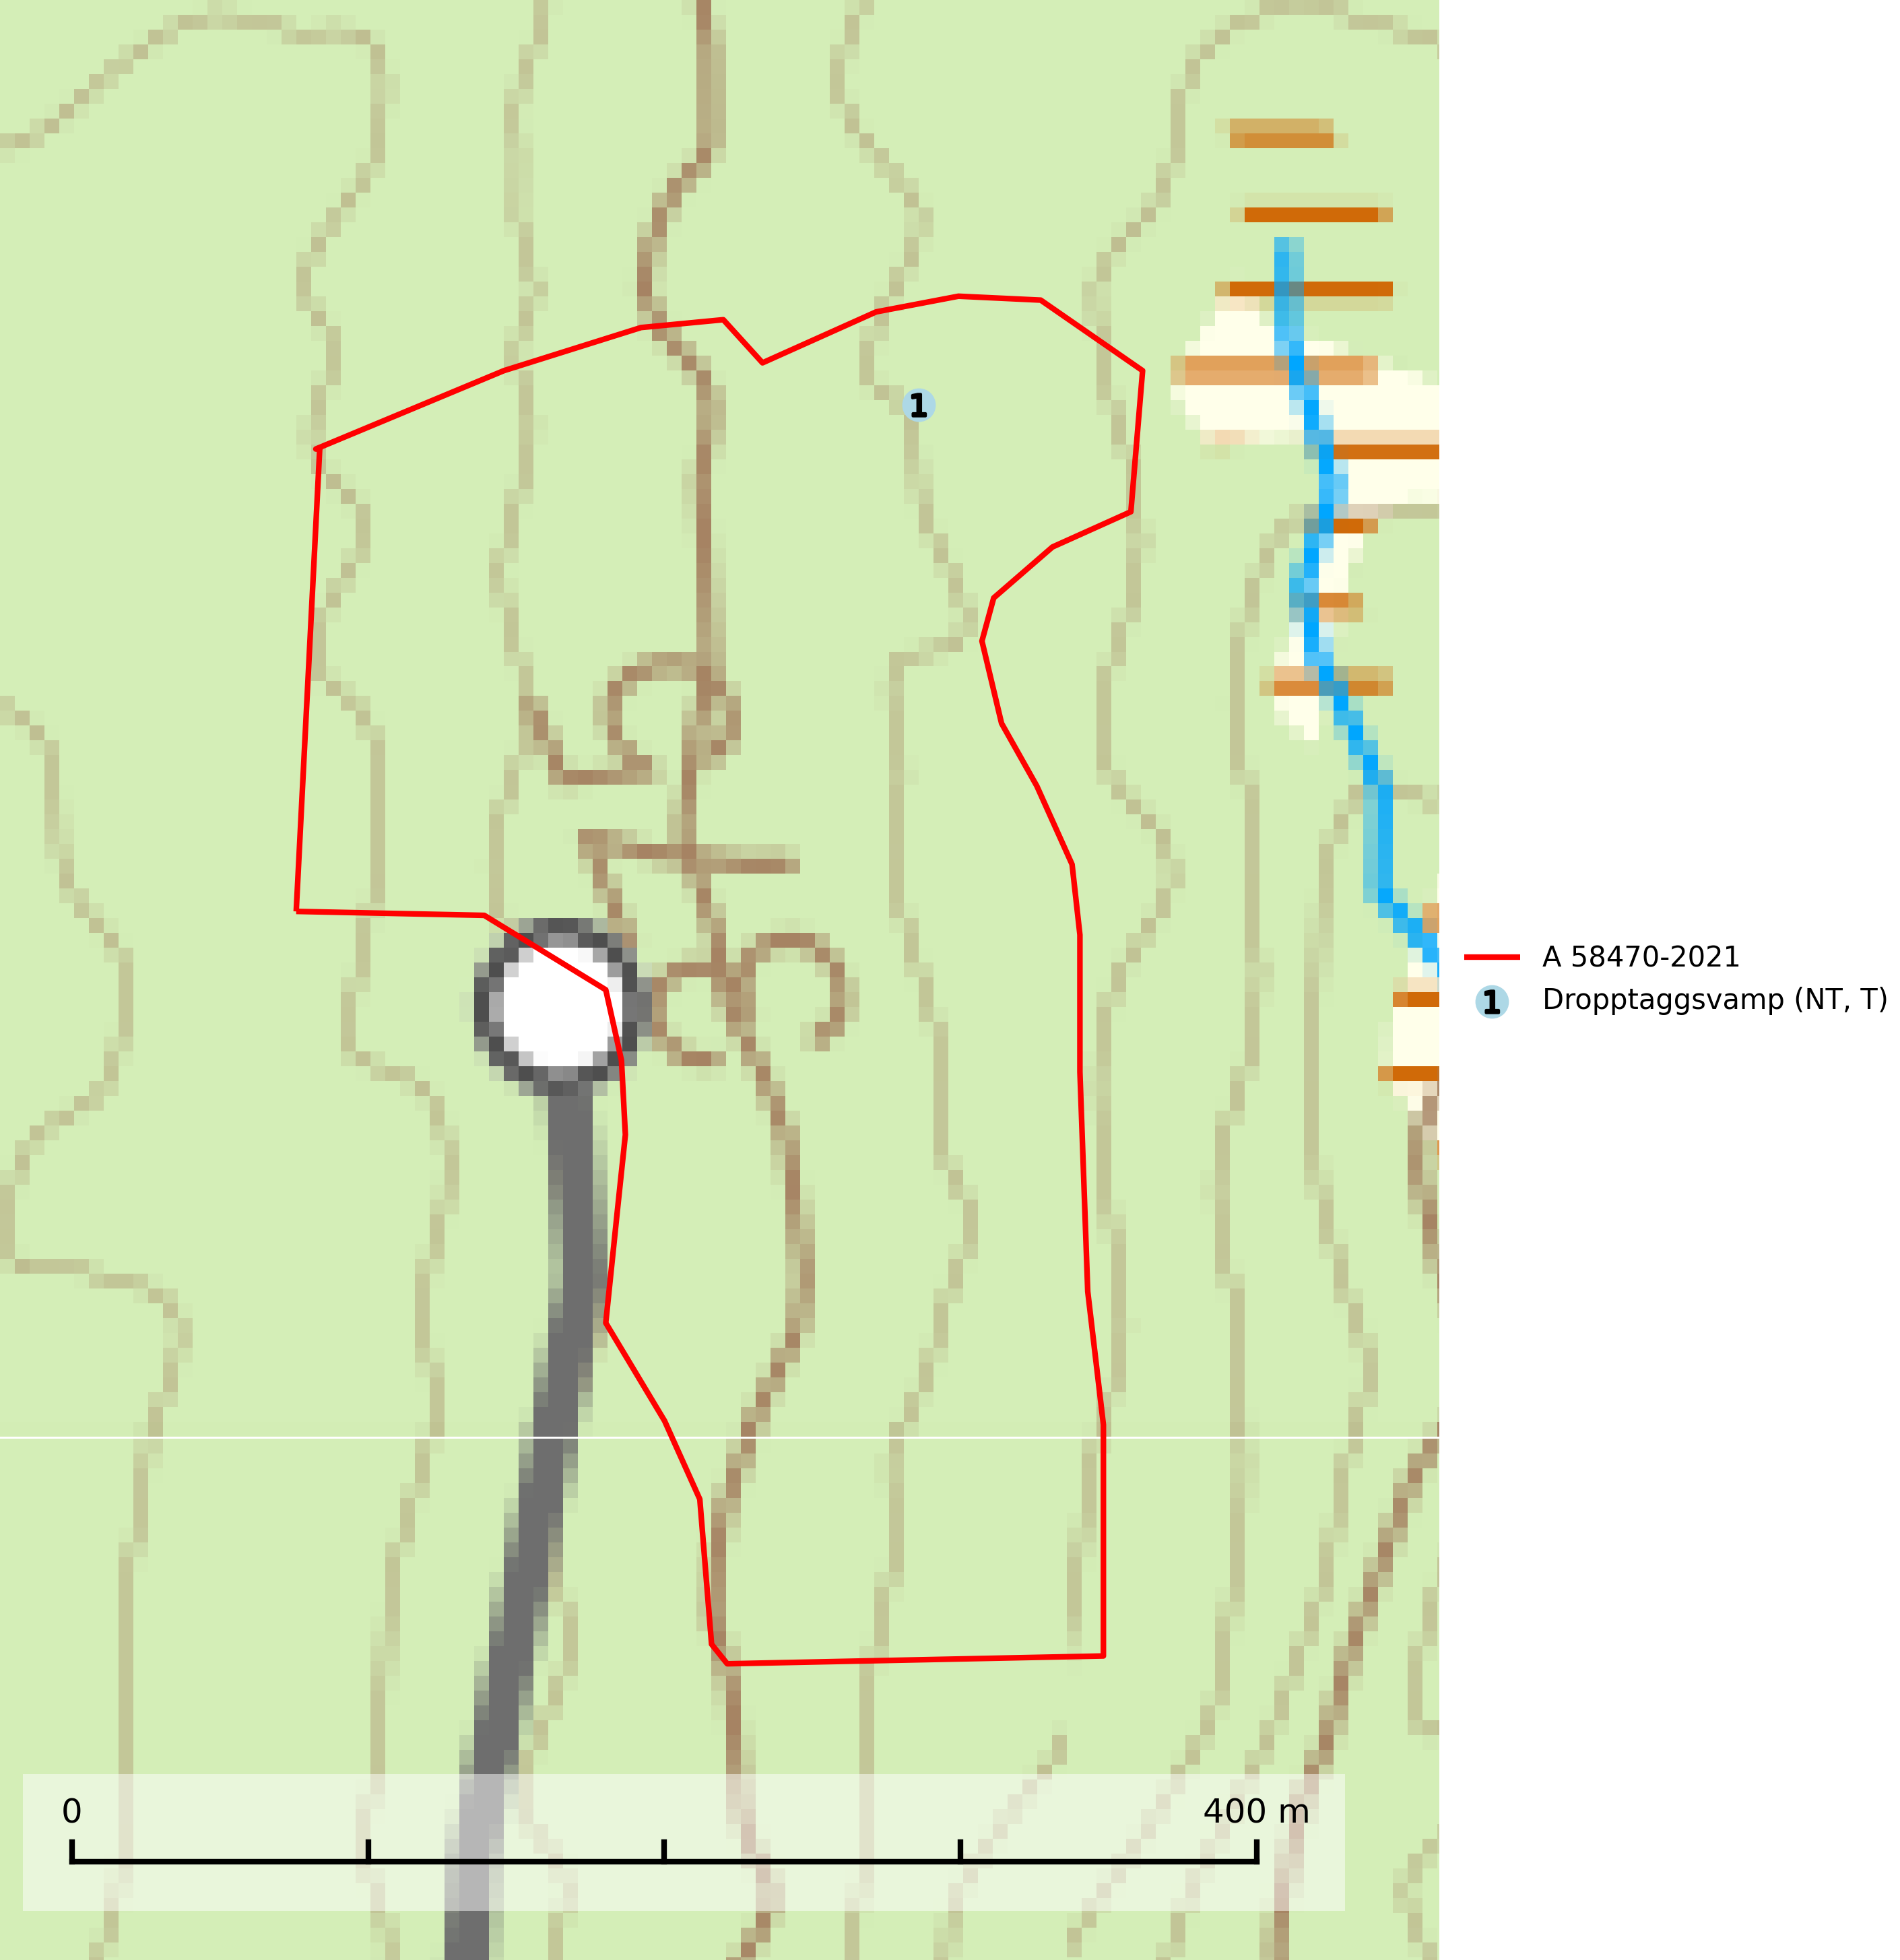 1
A 58470-2021
1 Dropptaggsvamp (NT, T)
0 400 m